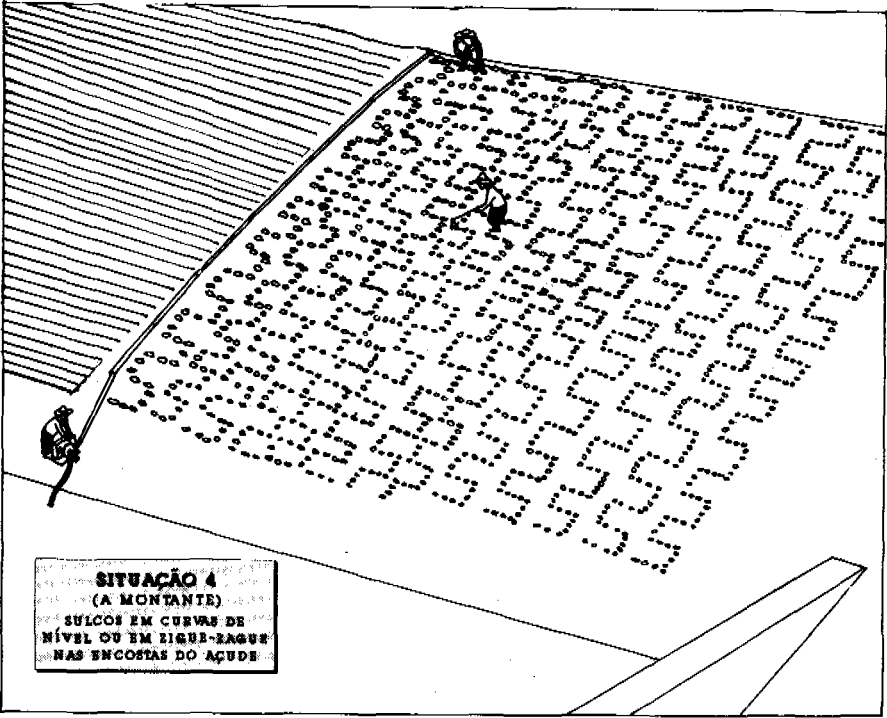 SITUAÇÃO 4
(A MONTANTE)
SULCOS EM CURVAS DE
NÍVEL OU EM ZIGUE-ZAGUE
NAS ENCOSTAS DO AÇUDE